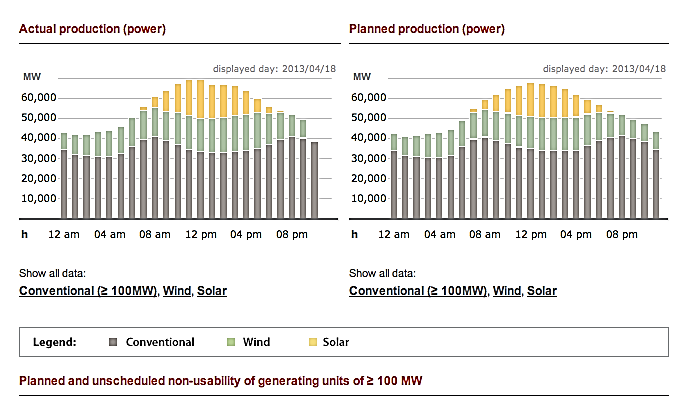 Actual production (power)
Planned production (power)
displayed day: 2013/04/18
displayed day: 2013/04/18
MW
MW
60,000
60,000
50,000
50,000
40,000
40,000
30,000
30,000
20,000
20,000
10,000
10,000
h 12 am 04 am 08 am 12 pm 04 pm 08 pm
h 12 am 04 am 08 am 12 pm 04 pm 08 pm
Show all data:
Show all data:
Conventional (≥ 100MW), Wind, Solar
Conventional (≥ 100MW), Wind, Solar
Legend: Conventional Wind Solar
Planned and unscheduled non-usability of generating units of ≥ 100 MW